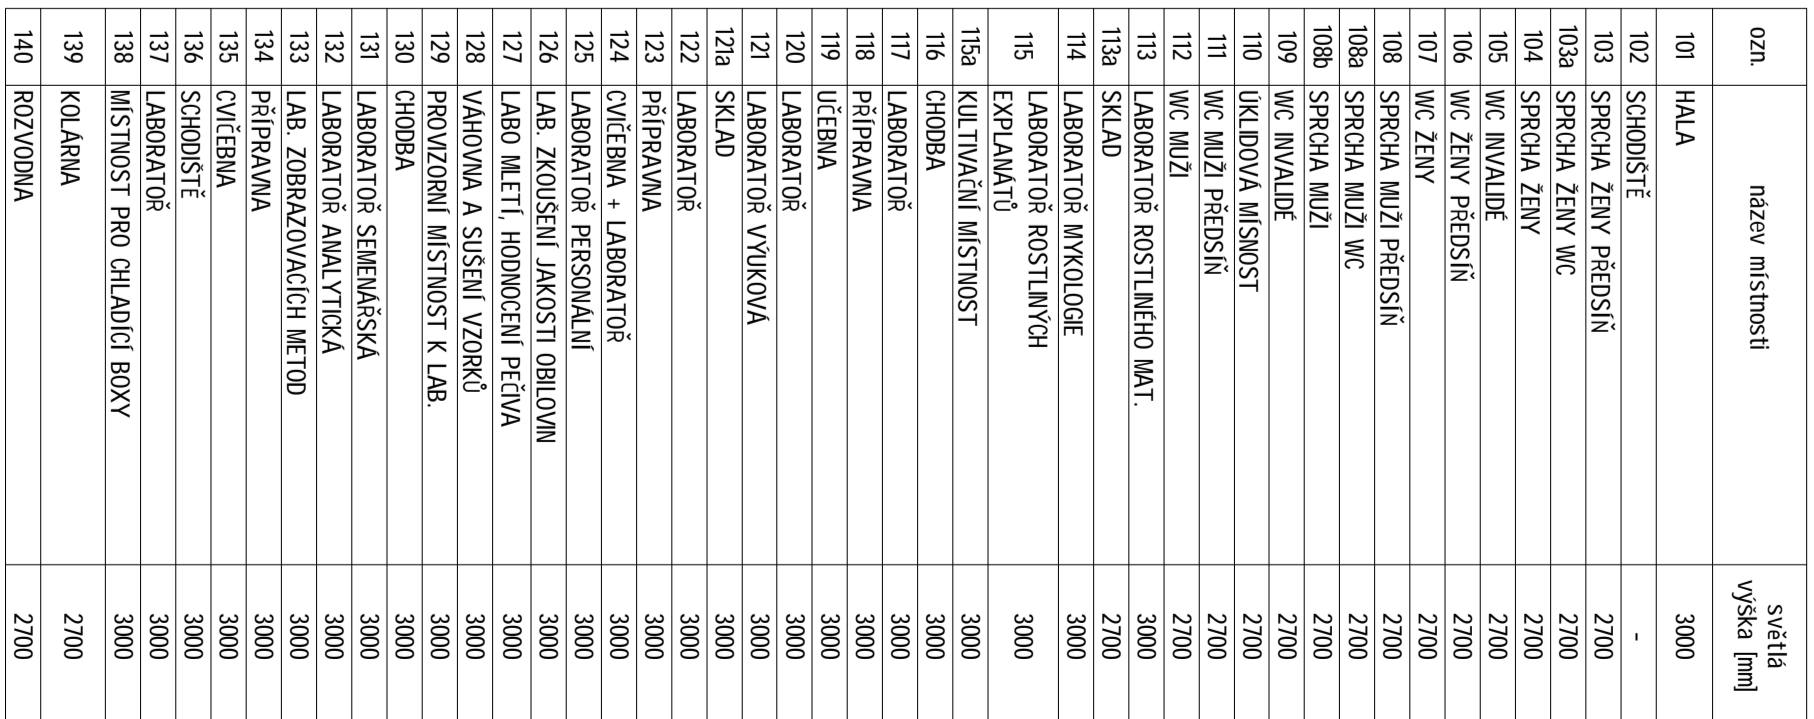 ozn. název místnosti světlá výška [mm]
101 HALA 3000
102 SCHODIŠTĚ -
103 SPRCHA ŽENY PŘEDSÍŇ 2700
103a SPRCHA ŽENY WC 2700
104 SPRCHA ŽENY 2700
105 WC INVALIDÉ 2700
106 WC ŽENY PŘEDSÍŇ 2700
107 WC ŽENY 2700
108 SPRCHA MUŽI PŘEDSÍŇ 2700
108a SPRCHA MUŽI WC 2700
108b SPRCHA MUŽI 2700
109 WC INVALIDÉ 2700
110 ÚKLIDOVÁ MÍSNOST 2700
111 WC MUŽI PŘEDSÍŇ 2700
112 WC MUŽI 2700
113 LABORATOŘ ROSTLINÉHO MAT. 3000
113a SKLAD 2700
114 LABORATOŘ MYKOLOGIE 3000
115 LABORATOŘ ROSTLINÝCH 3000
EXPLANÁTŮ
115a KULTIVAČNÍ MÍSTNOST 3000
116 CHODBA 3000
117 LABORATOŘ 3000
118 PŘÍPRAVNA 3000
119 UČEBNA 3000
120 LABORATOŘ 3000
121 LABORATOŘ VÝUKOVÁ 3000
121a SKLAD 3000
122 LABORATOŘ 3000
123 PŘÍPRAVNA 3000
124 CVIČEBNA + LABORATOŘ 3000
125 LABORATOŘ PERSONÁLNÍ 3000
126 LAB. ZKOUŠENÍ JAKOSTI OBILOVIN 3000
127 LABO MLETÍ, HODNOCENÍ PEČIVA 3000
128 VÁHOVNA A SUŠENÍ VZORKŮ 3000
129 PROVIZORNÍ MÍSTNOST K LAB. 3000
130 CHODBA 3000
131 LABORATOŘ SEMENÁŘSKÁ 3000
132 LABORATOŘ ANALYTICKÁ 3000
133 LAB. ZOBRAZOVACÍCH METOD 3000
134 PŘÍPRAVNA 3000
135 CVIČEBNA 3000
136 SCHODIŠTĚ 3000
137 LABORATOŘ 3000
138 MÍSTNOST PRO CHLADÍCÍ BOXY 3000
139 KOLÁRNA 2700
140 ROZVODNA 2700